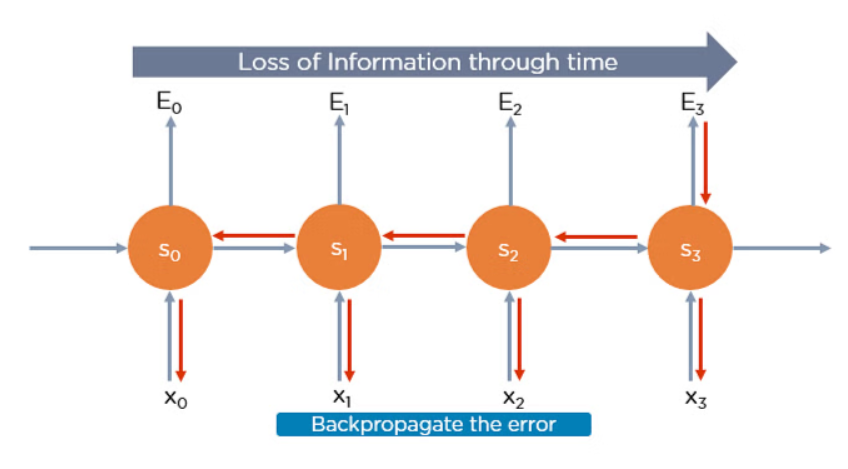 Loss of Information through time
E₀ E₁ E₂ E₃
s₀ s₁ s₂ s₃
x₀ x₁ x₂ x₃
Backpropagate the error